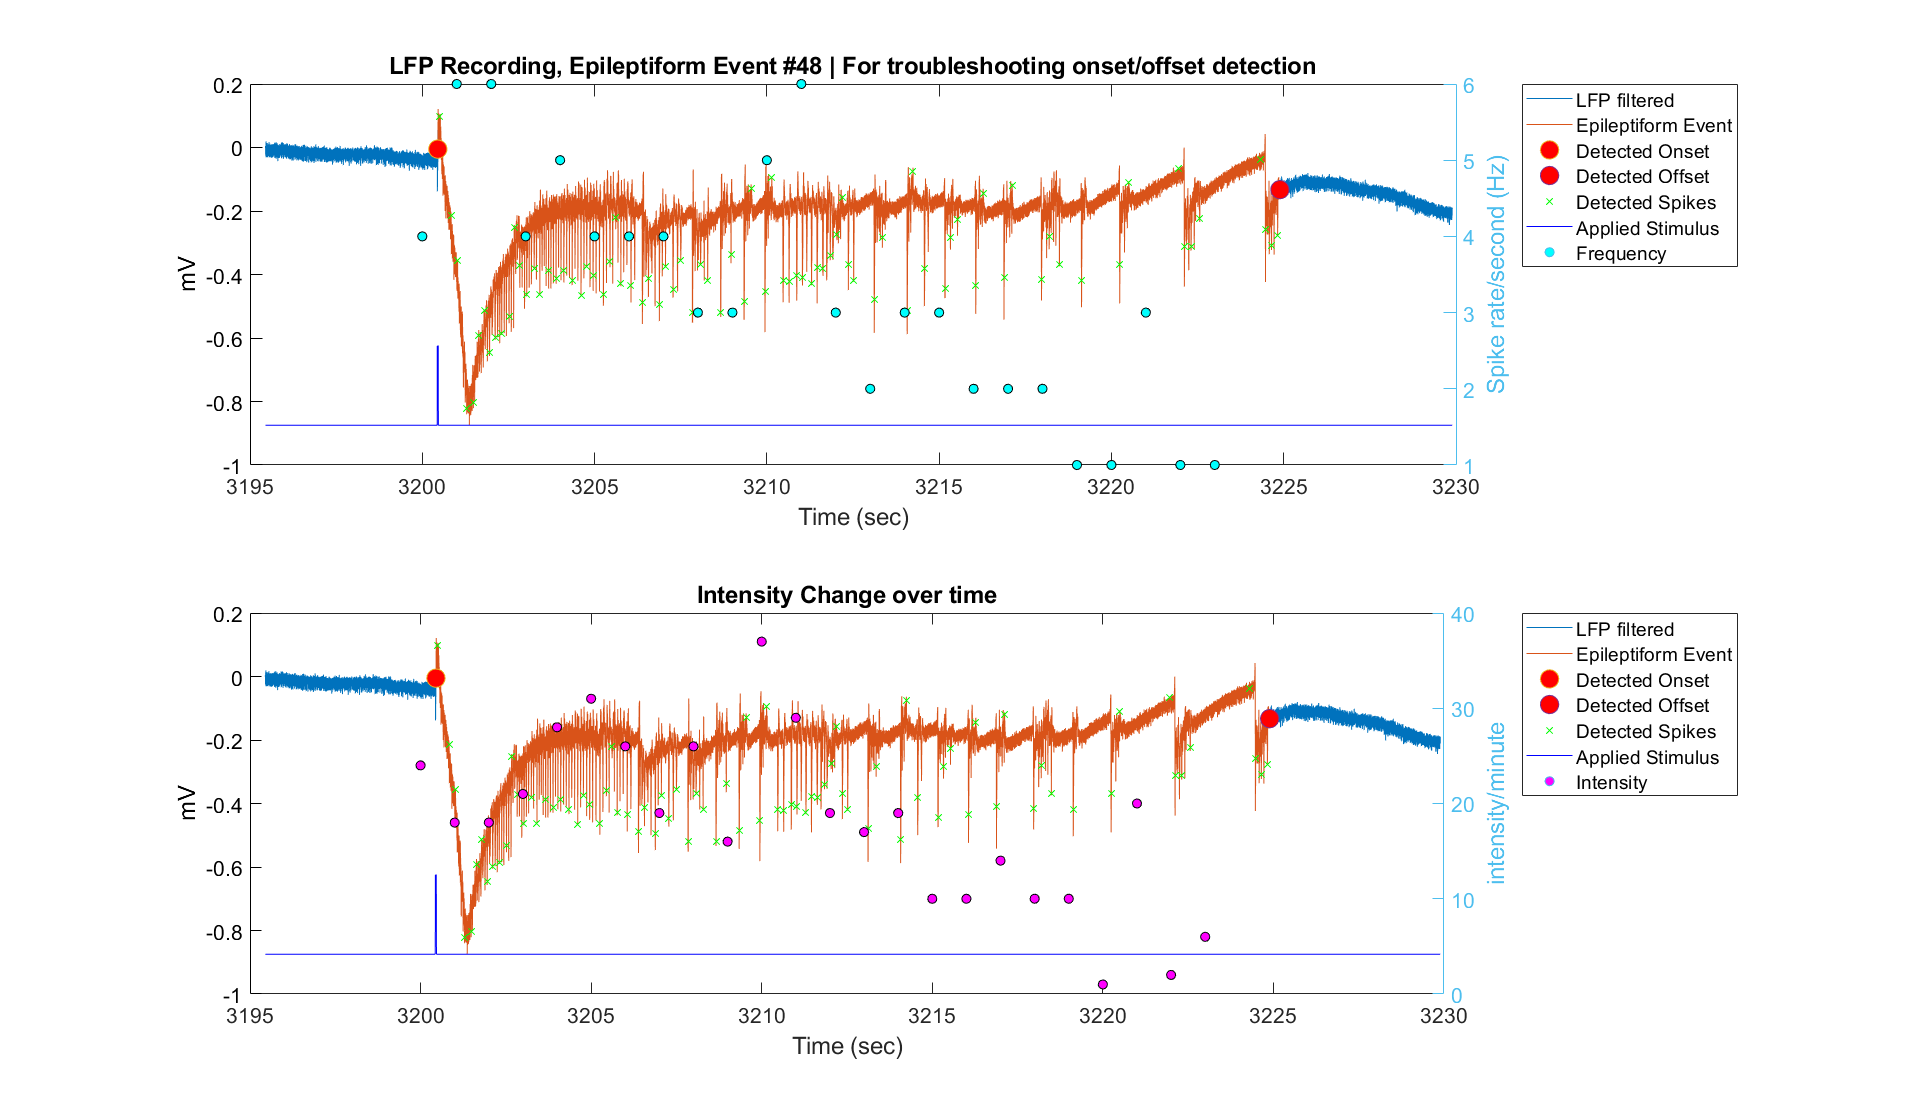 LFP Recording, Epileptiform Event #48 | For troubleshooting onset/offset detection
0.2
0
-0.2
-0.4
-0.6
-0.8
-1
mV
3195
3200
3205
3210
3215
3220
3225
3230
Time (sec)
6
5
4
3
2
1
Spike rate/second (Hz)
LFP filtered
Epileptiform Event
Detected Onset
Detected Offset
Detected Spikes
Applied Stimulus
Frequency
Intensity Change over time
0.2
0
-0.2
-0.4
-0.6
-0.8
-1
mV
3195
3200
3205
3210
3215
3220
3225
3230
Time (sec)
40
30
20
10
0
intensity/minute
LFP filtered
Epileptiform Event
Detected Onset
Detected Offset
Detected Spikes
Applied Stimulus
Intensity